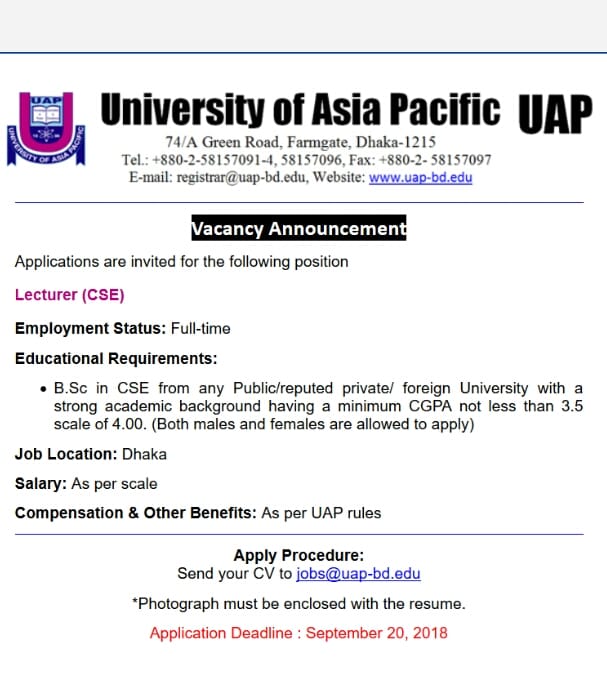 UAP
UNIVERSITY OF ASIA PACIFIC
University of Asia Pacific UAP
74/A Green Road, Farmgate, Dhaka-1215
Tel.: +880-2-58157091-4, 58157096, Fax: +880-2- 58157097
E-mail: registrar@uap-bd.edu, Website: www.uap-bd.edu
Vacancy Announcement
Applications are invited for the following position
Lecturer (CSE)
Employment Status: Full-time
Educational Requirements:
• B.Sc in CSE from any Public/reputed private/ foreign University with a
strong academic background having a minimum CGPA not less than 3.5
scale of 4.00. (Both males and females are allowed to apply)
Job Location: Dhaka
Salary: As per scale
Compensation & Other Benefits: As per UAP rules
Apply Procedure:
Send your CV to jobs@uap-bd.edu
*Photograph must be enclosed with the resume.
Application Deadline : September 20, 2018